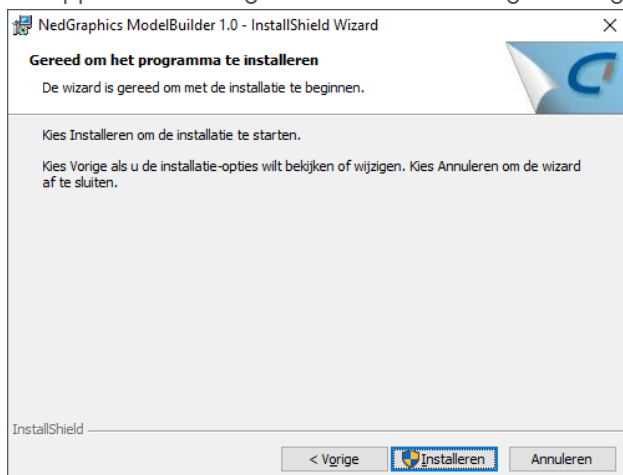 NedGraphics ModelBuilder 1.0 - InstallShield Wizard
Gereed om het programma te installeren
De wizard is gereed om met de installatie te beginnen.
Kies Installeren om de installatie te starten.
Kies Vorige als u de installatie-opties wilt bekijken of wijzigen. Kies Annuleren om de wizard
af te sluiten.
InstallShield
< Vorige
Installeren
Annuleren